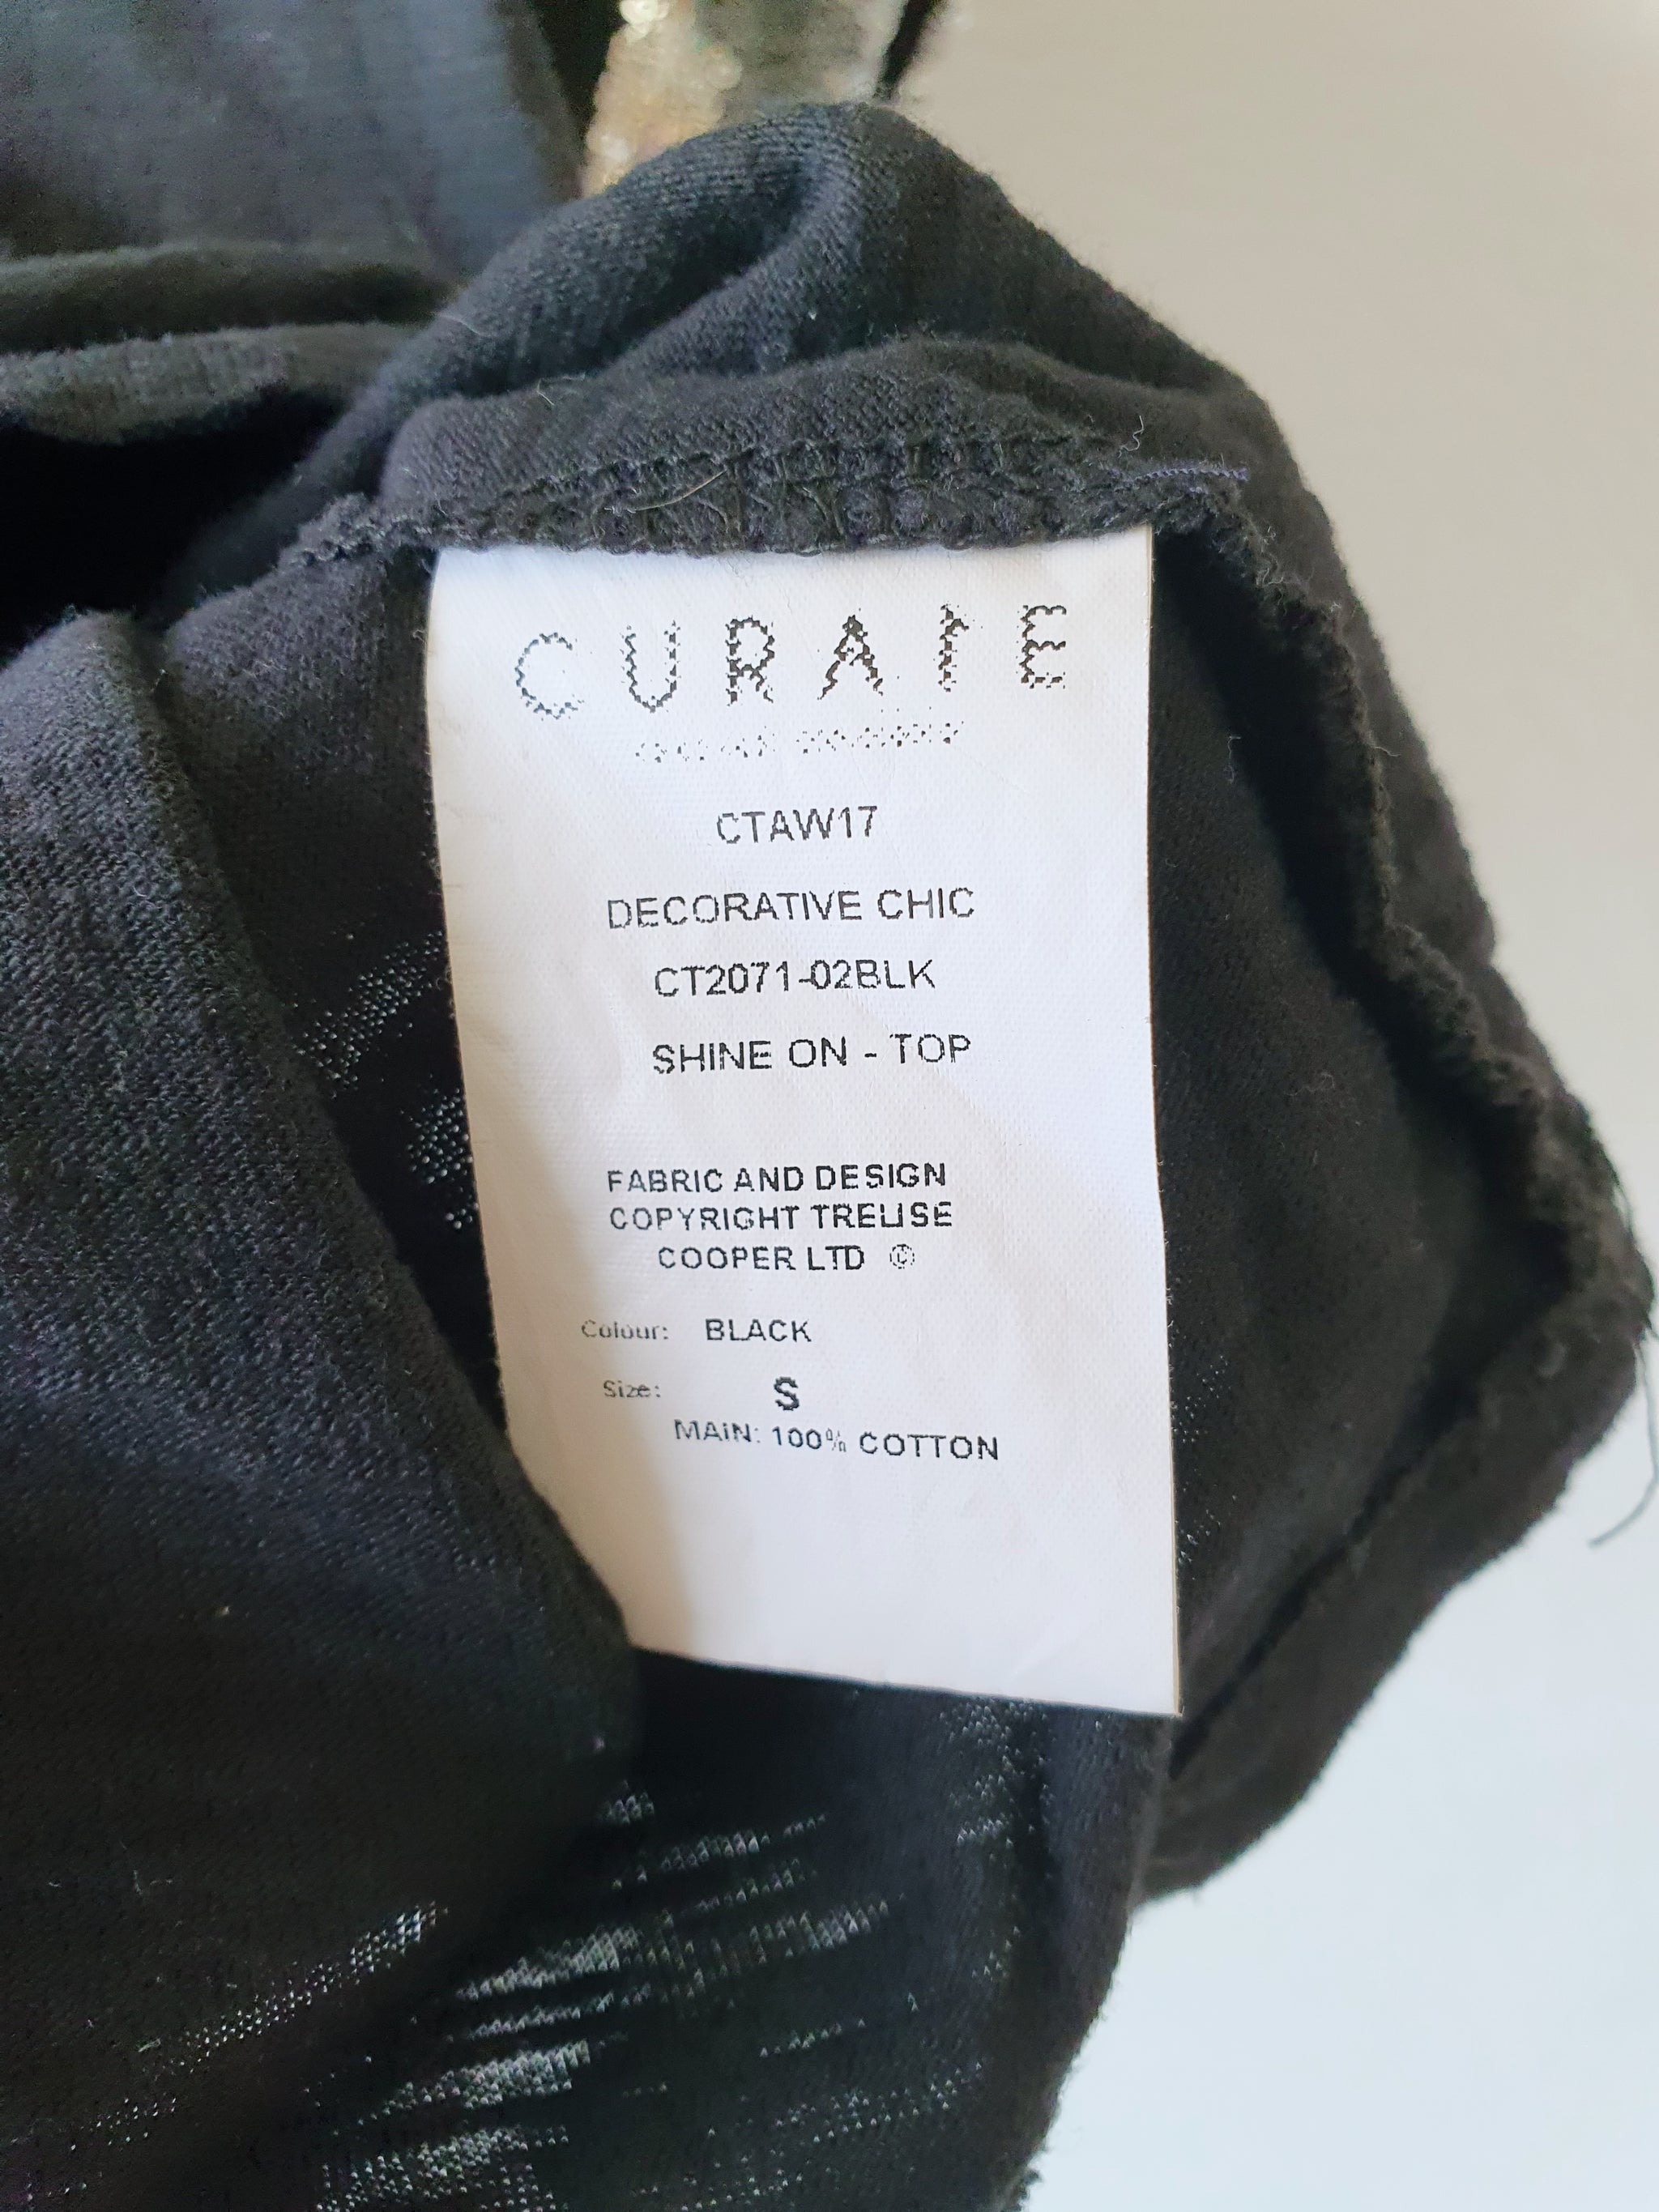 CURATE
CTAW17
DECORATIVE CHIC
CT2071-02BLK
SHINE ON - TOP
FABRIC AND DESIGN
COPYRIGHT TRELISE
COOPER LTD ©
Colour: BLACK
Size: S
MAIN: 100% COTTON